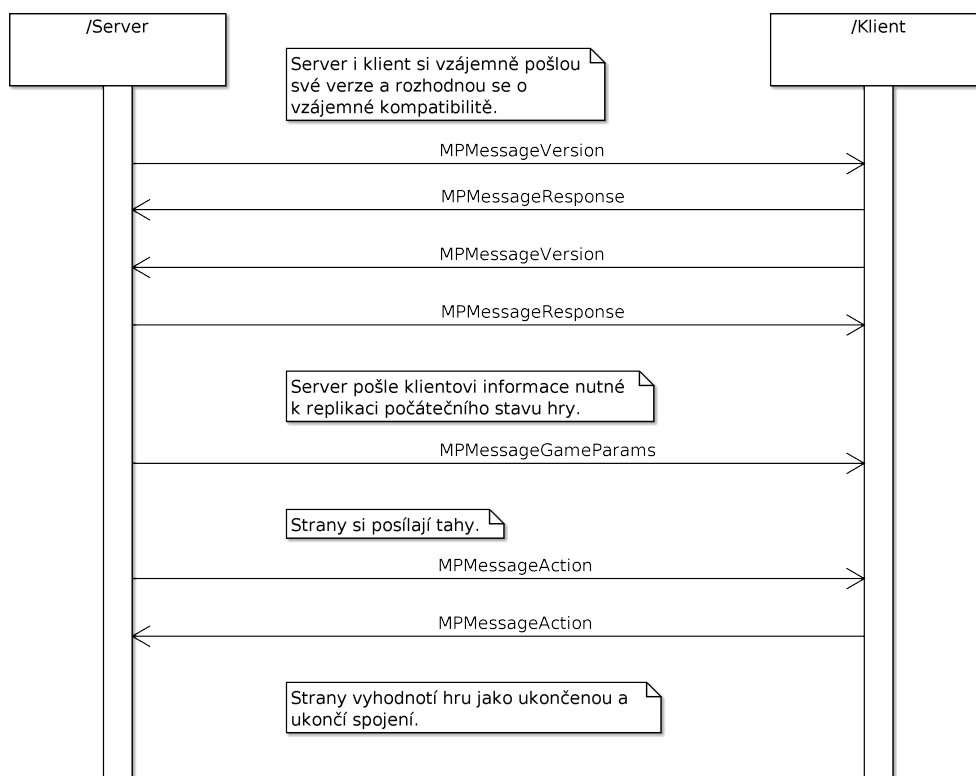 /Server
/Klient
Server i klient si vzájemně pošlou
své verze a rozhodnou se o
vzájemné kompatibilitě.
MPMessageVersion
MPMessageResponse
MPMessageVersion
MPMessageResponse
Server pošle klientovi informace nutné
k replikaci počátečního stavu hry.
MPMessageGameParams
Strany si posílají tahy.
MPMessageAction
MPMessageAction
Strany vyhodnotí hru jako ukončenou a
ukončí spojení.